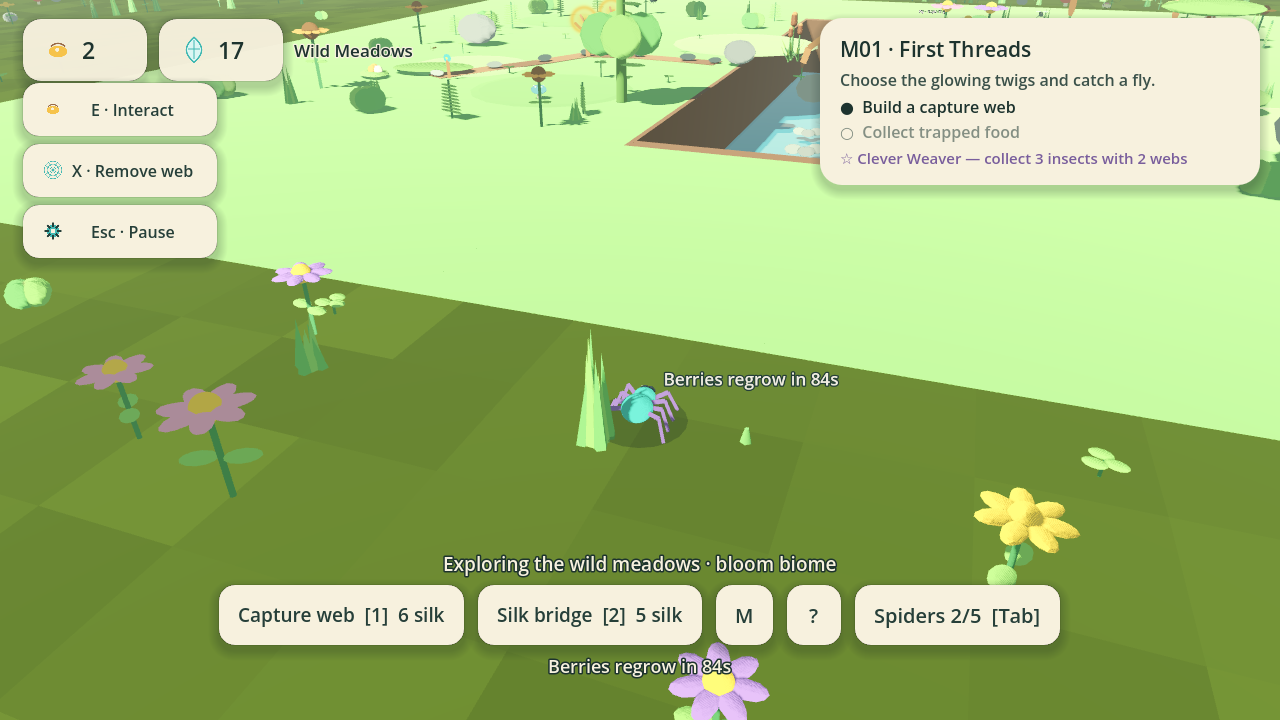 2
17
Wild Meadows
E · Interact
X · Remove web
Esc · Pause
M01 · First Threads
Choose the glowing twigs and catch a fly.
● Build a capture web
○ Collect trapped food
☆ Clever Weaver — collect 3 insects with 2 webs
Berries regrow in 84s
Exploring the wild meadows · bloom biome
Capture web [1] 6 silk
Silk bridge [2] 5 silk
M
?
Spiders 2/5 [Tab]
Berries regrow in 84s